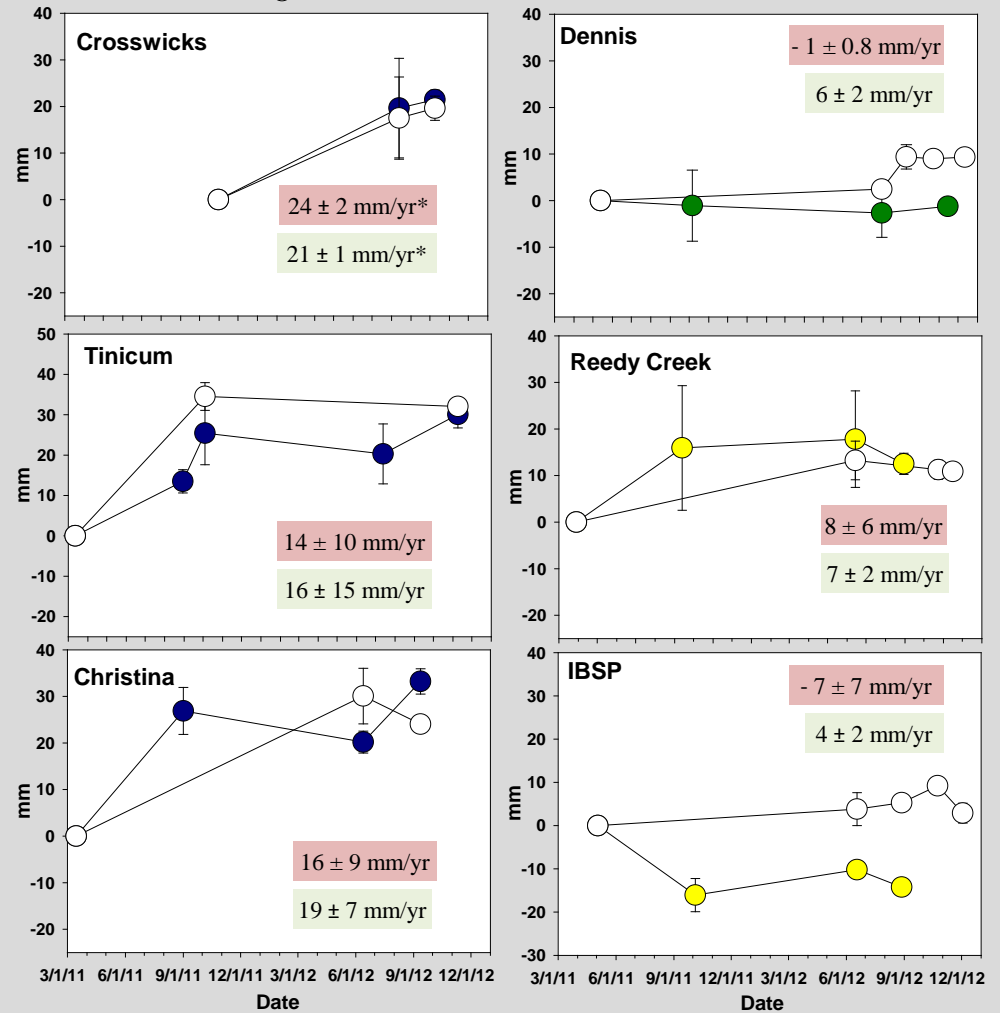 40
30
20
10
0
-10
-20
mm
Crosswicks
24 ± 2 mm/yr*
21 ± 1 mm/yr*
40
30
20
10
0
-10
-20
mm
Dennis
- 1 ± 0.8 mm/yr
6 ± 2 mm/yr
50
40
30
20
10
0
-10
-20
mm
Tinicum
14 ± 10 mm/yr
16 ± 15 mm/yr
40
30
20
10
0
-10
-20
mm
Reedy Creek
8 ± 6 mm/yr
7 ± 2 mm/yr
40
30
20
10
0
-10
-20
mm
Christina
16 ± 9 mm/yr
19 ± 7 mm/yr
3/1/11 6/1/11 9/1/11 12/1/11 3/1/12 6/1/12 9/1/12 12/1/12
Date
40
30
20
10
0
-10
-20
-30
mm
IBSP
- 7 ± 7 mm/yr
4 ± 2 mm/yr
3/1/11 6/1/11 9/1/11 12/1/11 3/1/12 6/1/12 9/1/12 12/1/12
Date